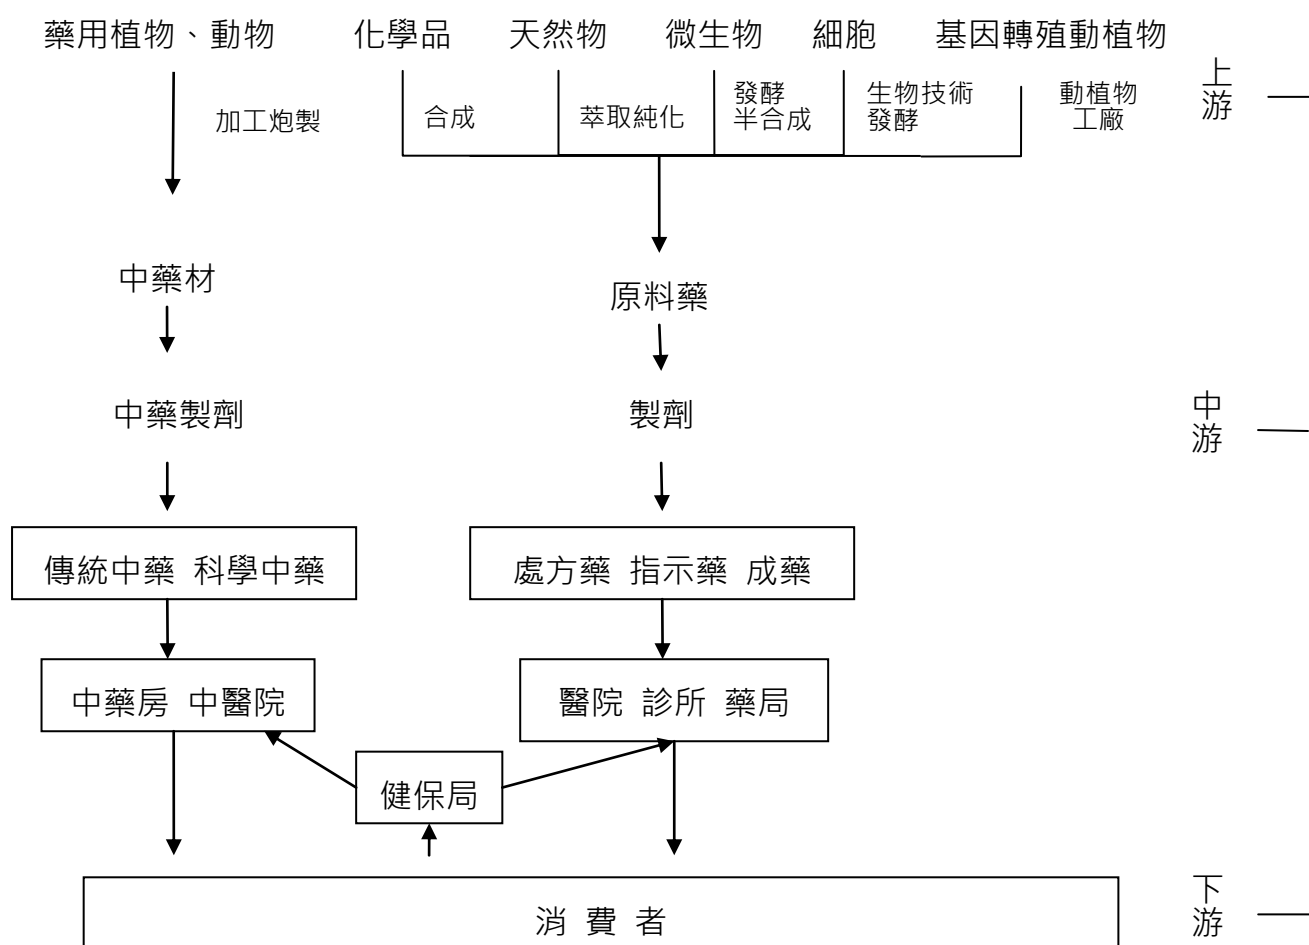 藥用植物、動物 化學品 天然物 微生物 細胞 基因轉殖動植物
上游
加工炮製
合成
萃取純化
發酵
半合成
生物技術
發酵
動植物
工廠
中藥材
原料藥
中藥製劑
製劑
中游
傳統中藥 科學中藥
處方藥 指示藥 成藥
中藥房 中醫院
醫院 診所 藥局
健保局
消費者
下游